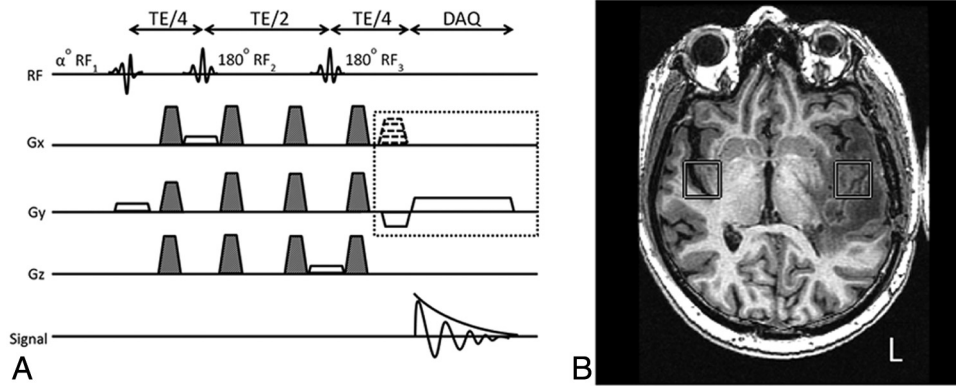 TE/4 TE/2 TE/4 DAQ
α° RF₁ 180° RF₂ 180° RF₃
RF
Gx
Gy
Gz
Signal
A B
L